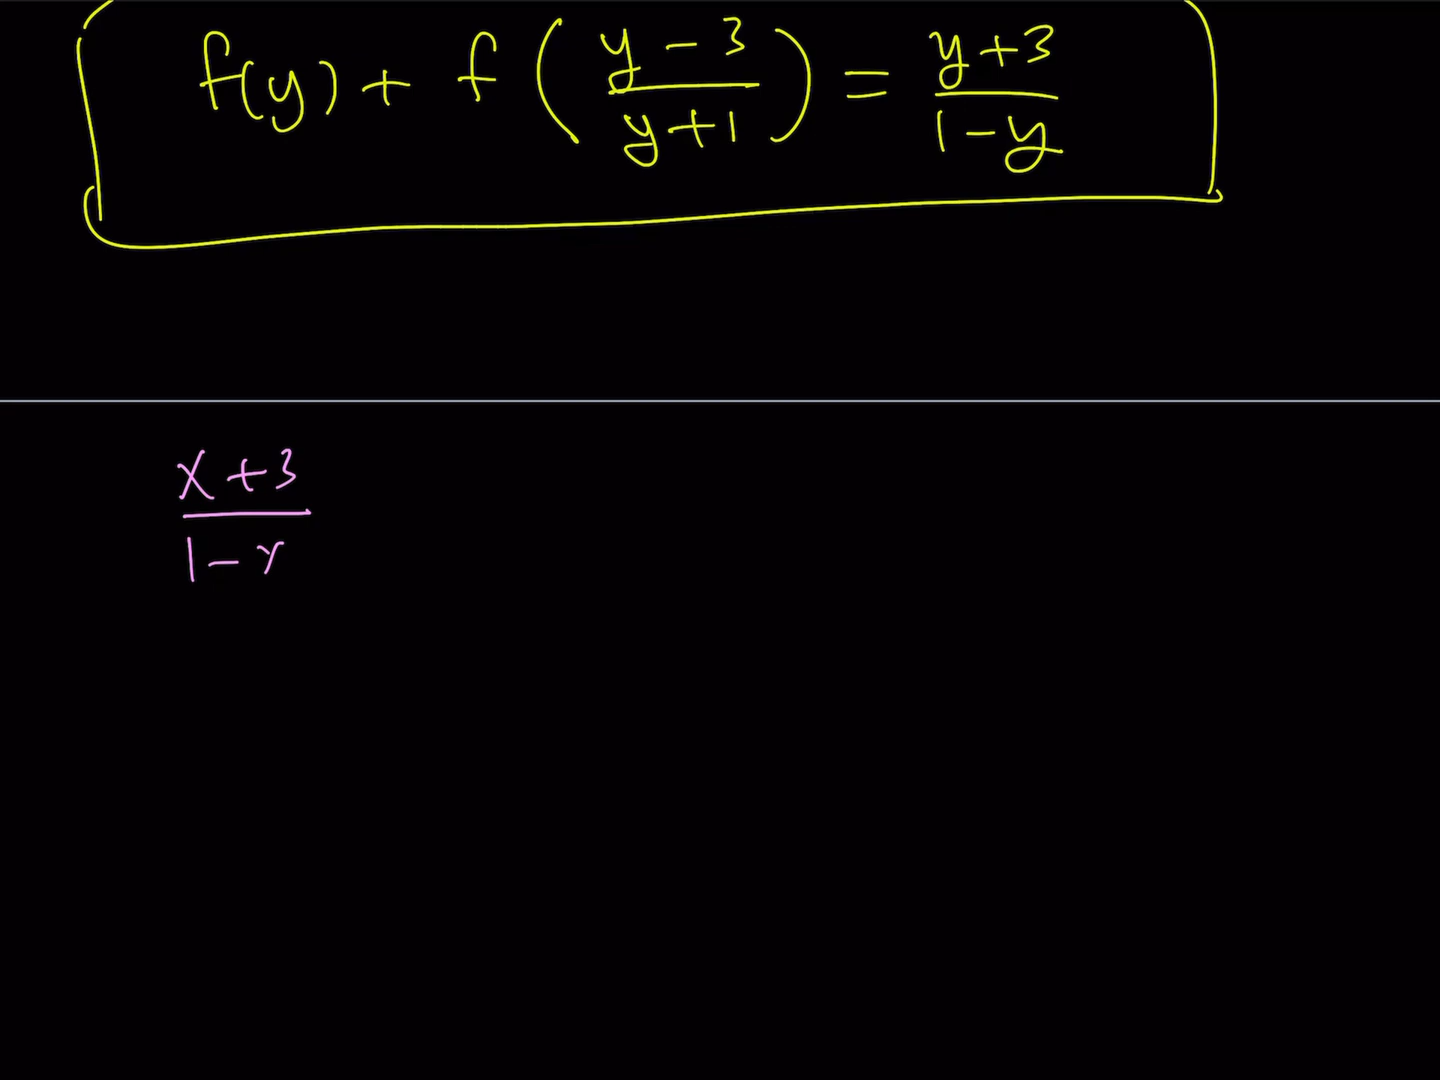 f(y) + f ( (y - 3)/(y + 1) ) = (y + 3)/(1 - y)
(x + 3)/(1 - x)